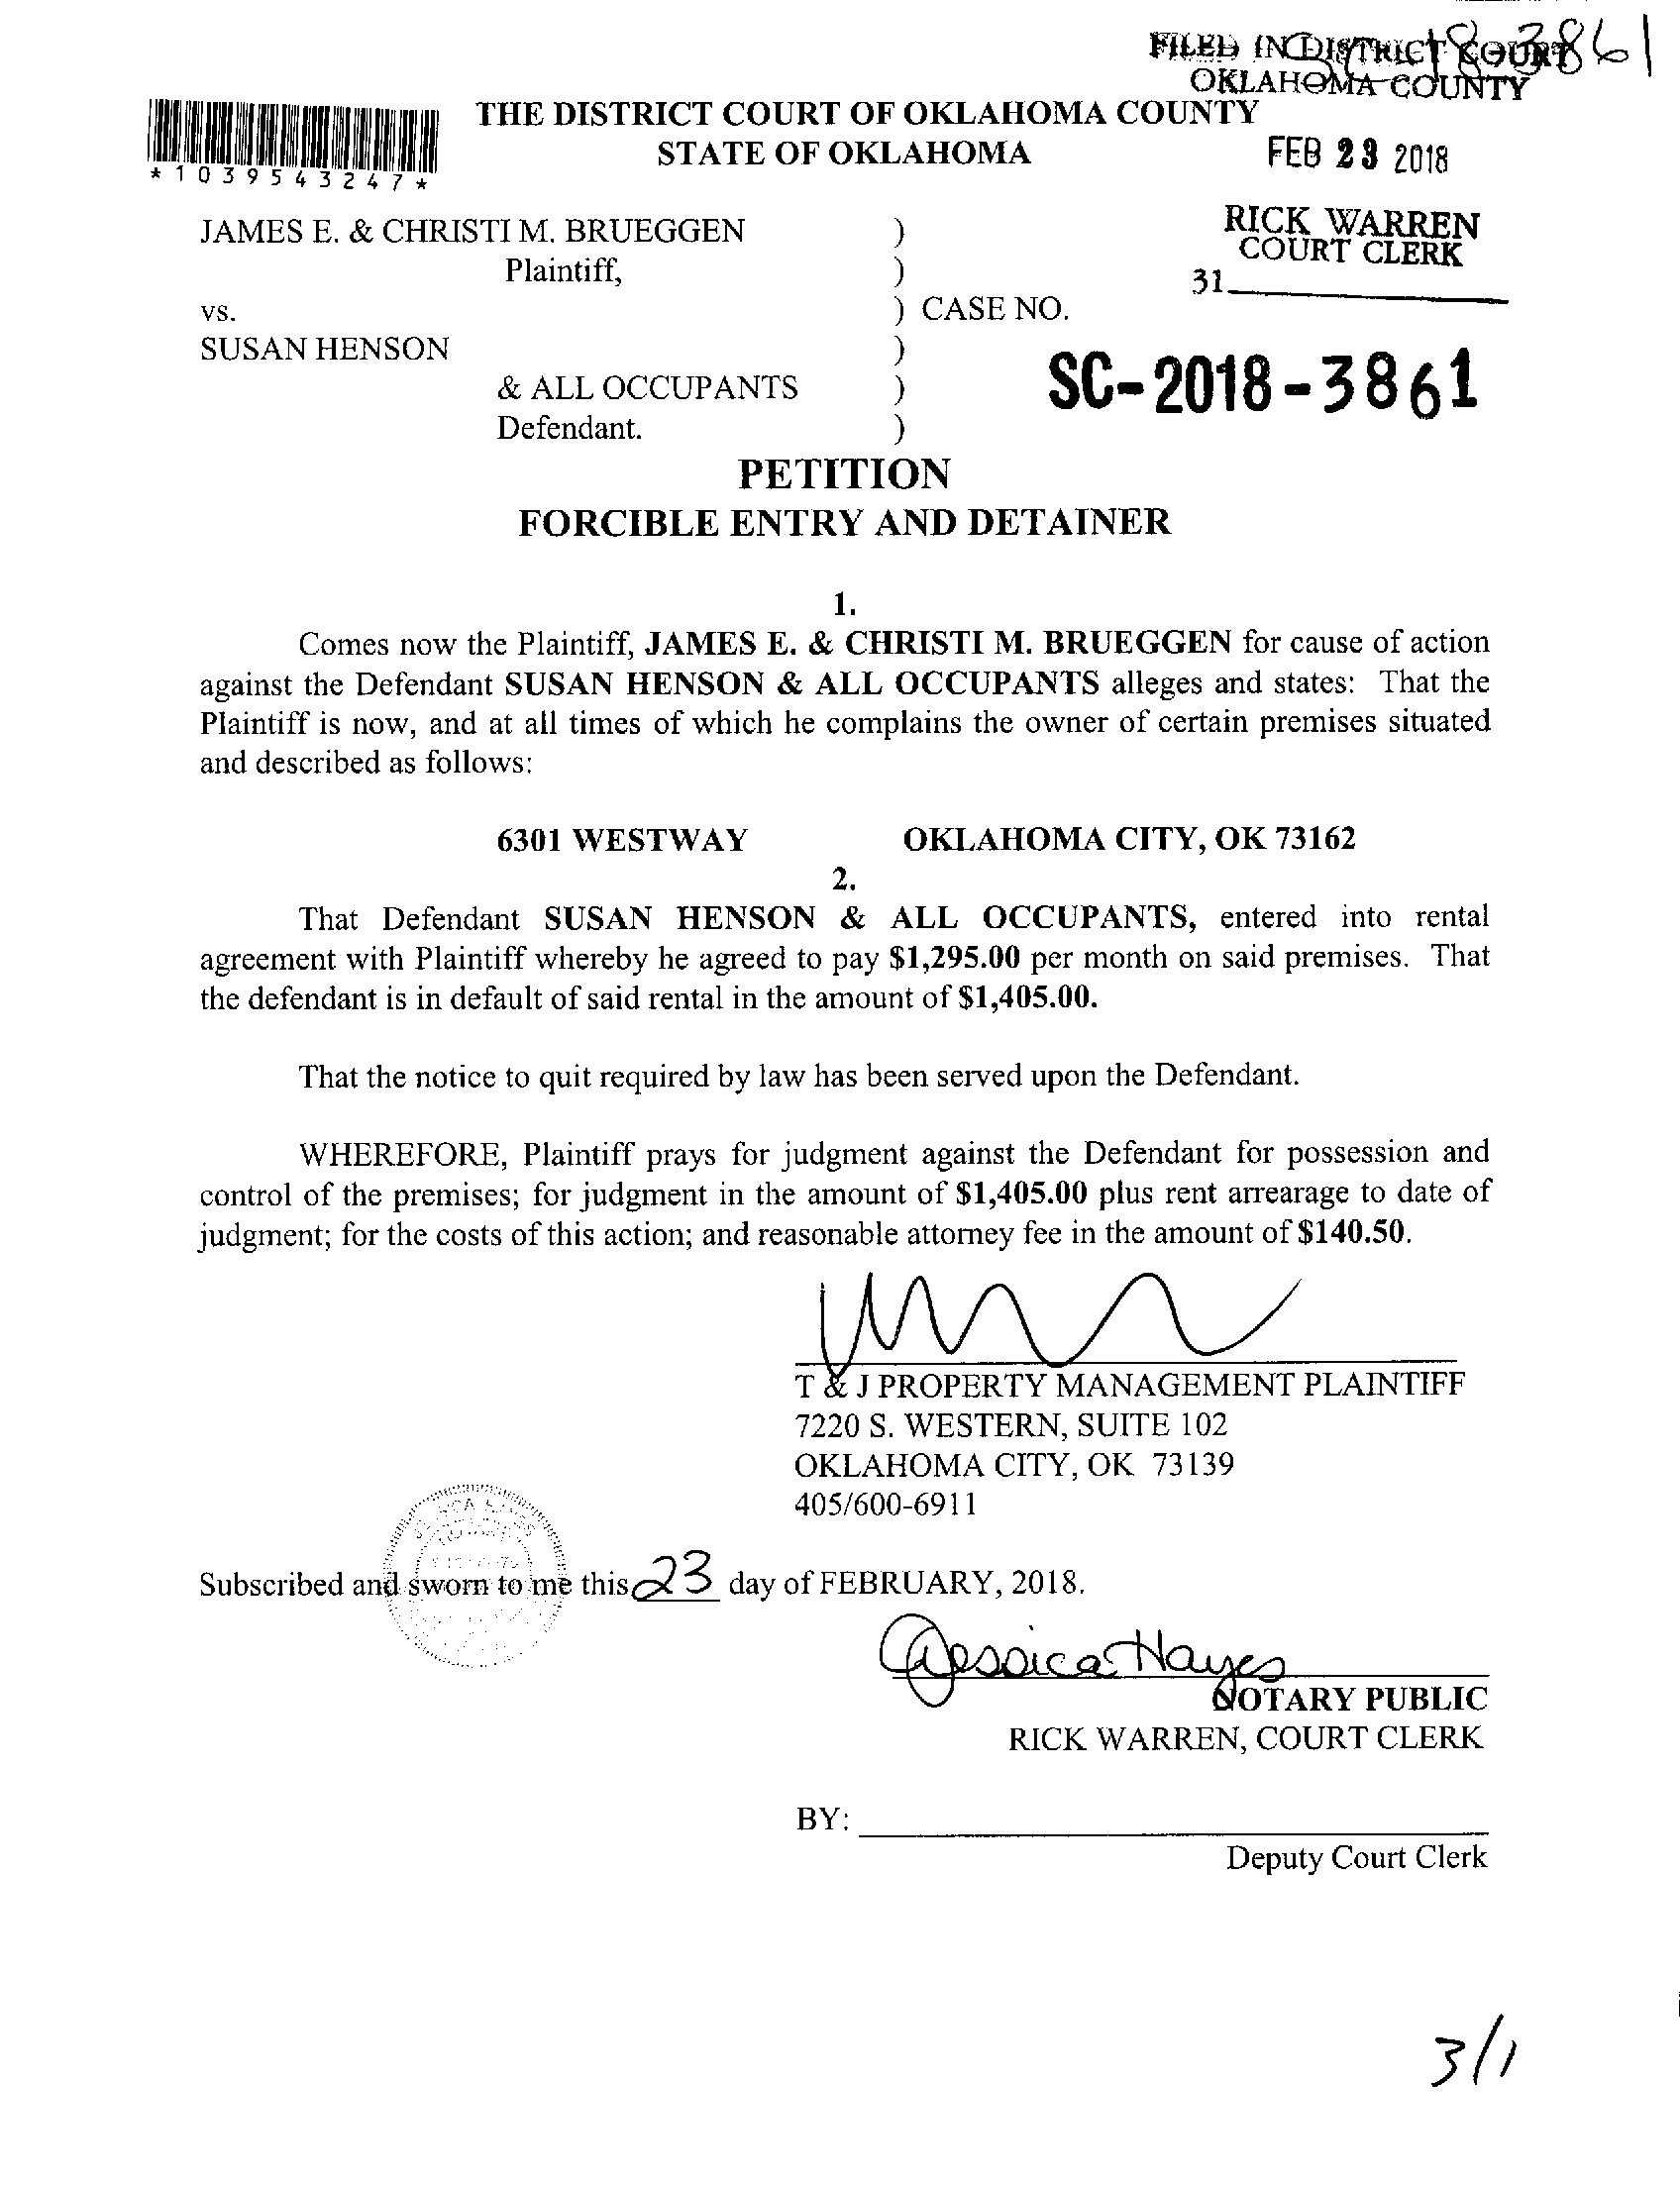 SC-18-3861
FILED IN DISTRICT COURT
OKLAHOMA COUNTY
THE DISTRICT COURT OF OKLAHOMA COUNTY
STATE OF OKLAHOMA
FEB 23 2018
*1039543247*
RICK WARREN
COURT CLERK
31
JAMES E. & CHRISTI M. BRUEGGEN )
Plaintiff, )
vs. ) CASE NO.
SUSAN HENSON )
& ALL OCCUPANTS )
Defendant. )
SC-2018-3861
PETITION
FORCIBLE ENTRY AND DETAINER
1.
Comes now the Plaintiff, JAMES E. & CHRISTI M. BRUEGGEN for cause of action
against the Defendant SUSAN HENSON & ALL OCCUPANTS alleges and states: That the
Plaintiff is now, and at all times of which he complains the owner of certain premises situated
and described as follows:
6301 WESTWAY OKLAHOMA CITY, OK 73162
2.
That Defendant SUSAN HENSON & ALL OCCUPANTS, entered into rental
agreement with Plaintiff whereby he agreed to pay $1,295.00 per month on said premises. That
the defendant is in default of said rental in the amount of $1,405.00.
That the notice to quit required by law has been served upon the Defendant.
WHEREFORE, Plaintiff prays for judgment against the Defendant for possession and
control of the premises; for judgment in the amount of $1,405.00 plus rent arrearage to date of
judgment; for the costs of this action; and reasonable attorney fee in the amount of $140.50.
T & J PROPERTY MANAGEMENT PLAINTIFF
7220 S. WESTERN, SUITE 102
OKLAHOMA CITY, OK 73139
405/600-6911
Subscribed and sworn to me this 23 day of FEBRUARY, 2018.
Jessica Hayes
NOTARY PUBLIC
RICK WARREN, COURT CLERK
BY:
Deputy Court Clerk
3/1